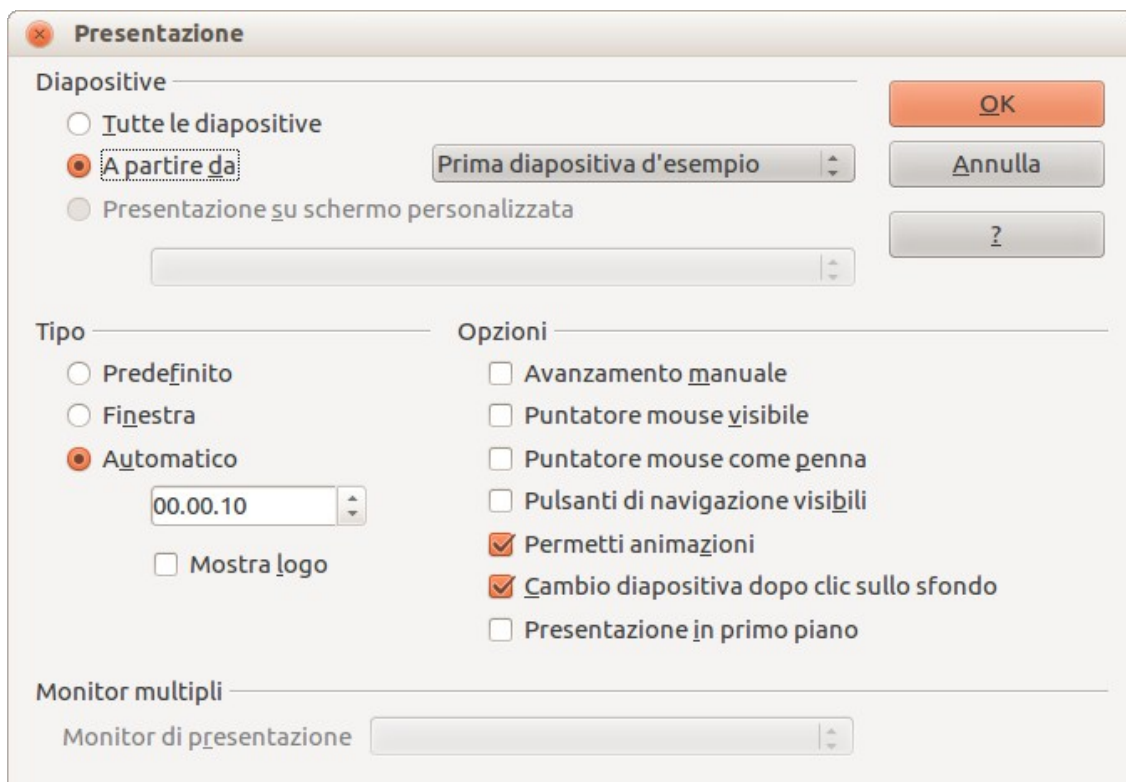 Presentazione
Diapositive
Tutte le diapositive
A partire da
Prima diapositiva d'esempio
Presentazione su schermo personalizzata
OK
Annulla
?
Tipo
Predefinito
Finestra
Automatico
00.00.10
Mostra logo
Opzioni
Avanzamento manuale
Puntatore mouse visibile
Puntatore mouse come penna
Pulsanti di navigazione visibili
Permetti animazioni
Cambio diapositiva dopo clic sullo sfondo
Presentazione in primo piano
Monitor multipli
Monitor di presentazione